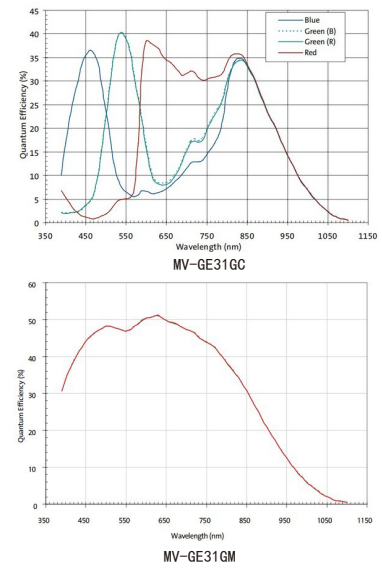 45
40
35
30
25
20
15
10
5
0
Quantum Efficiency (%)
Blue
Green (B)
Green (R)
Red
350 450 550 650 750 850 950 1050 1150
Wavelength (nm)
MV-GE31GC
60
50
40
30
20
10
0
Quantum Efficiency (%)
350 450 550 650 750 850 950 1050 1150
Wavelength (nm)
MV-GE31GM